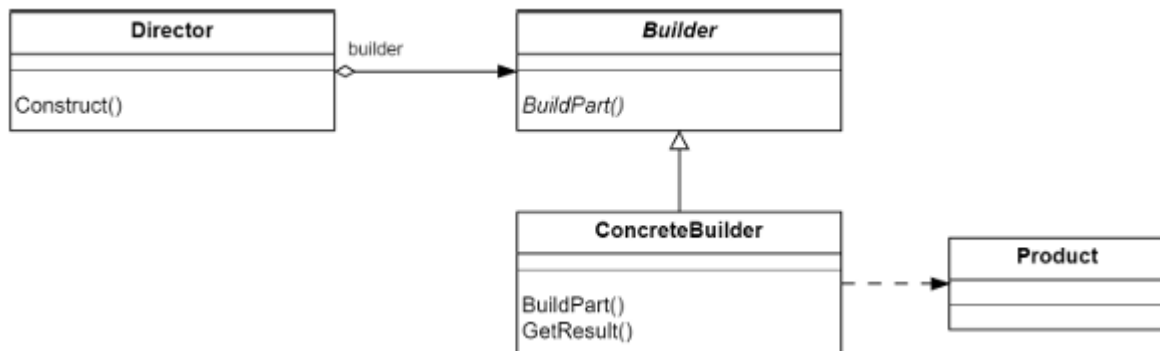 Director
builder
Builder
Construct()
BuildPart()
ConcreteBuilder
BuildPart()
GetResult()
Product